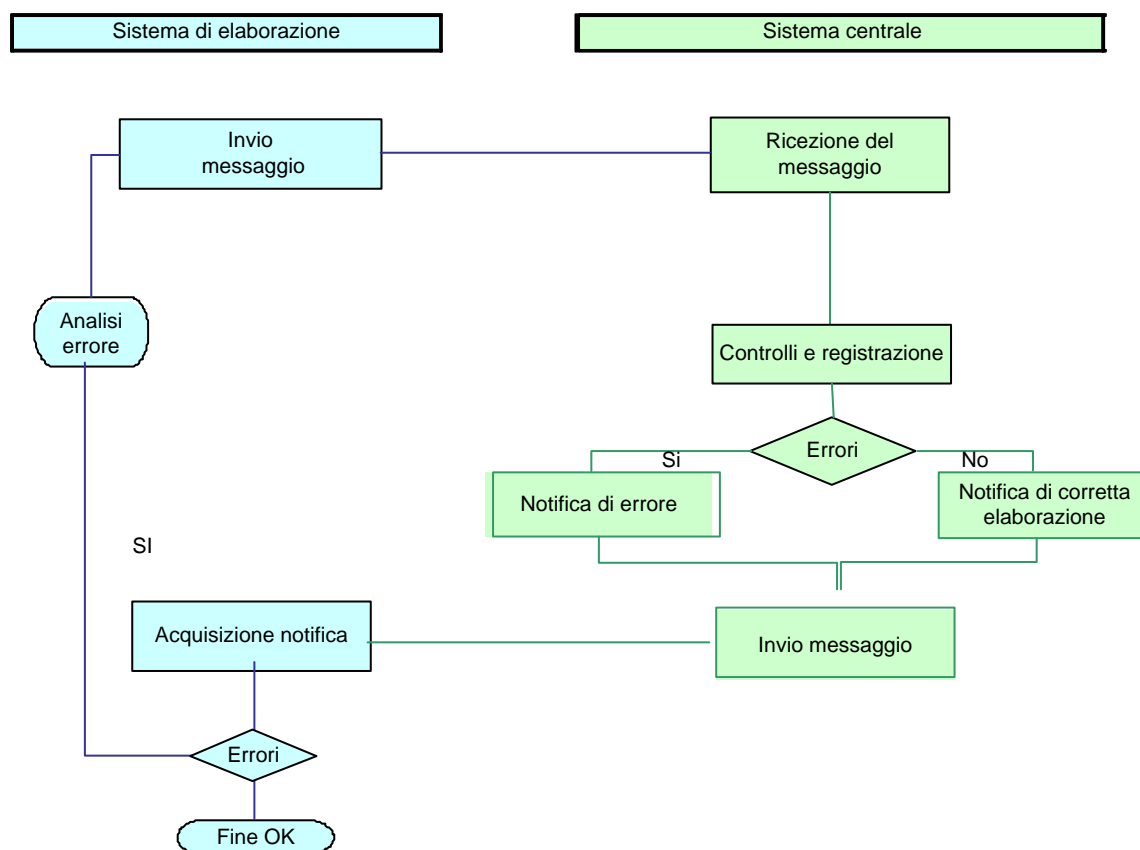 Sistema di elaborazione
Sistema centrale
Invio
messaggio
Ricezione del
messaggio
Analisi
errore
Controlli e registrazione
Errori
Si
No
Notifica di errore
Notifica di corretta
elaborazione
SI
Acquisizione notifica
Invio messaggio
Errori
Fine OK